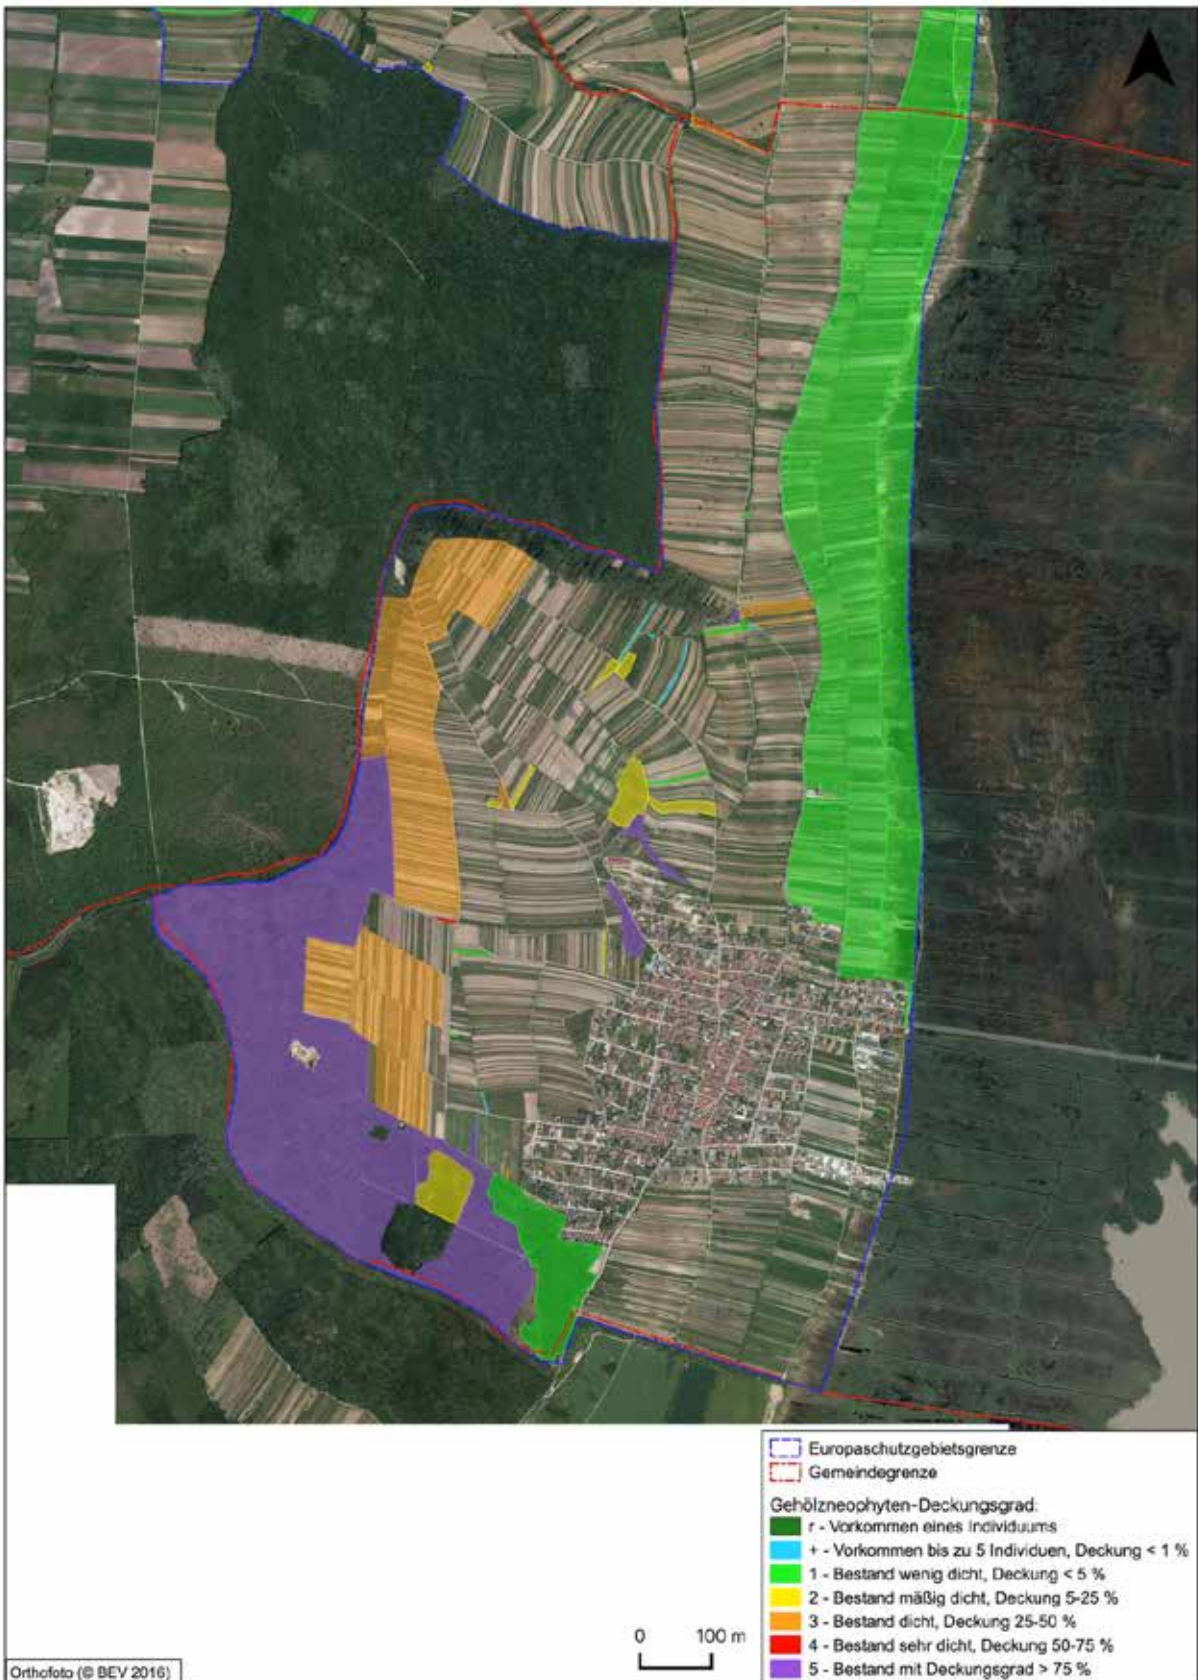 Europaschutzgebietsgrenze
Gemeindegrenze
Gehölzneophyten-Deckungsgrad:
r - Vorkommen eines Individuums
+ - Vorkommen bis zu 5 Individuen, Deckung < 1 %
1 - Bestand wenig dicht, Deckung < 5 %
2 - Bestand mäßig dicht, Deckung 5-25 %
3 - Bestand dicht, Deckung 25-50 %
4 - Bestand sehr dicht, Deckung 50-75 %
5 - Bestand mit Deckungsgrad > 75 %
0 100 m
Orthofoto (© BEV 2016)